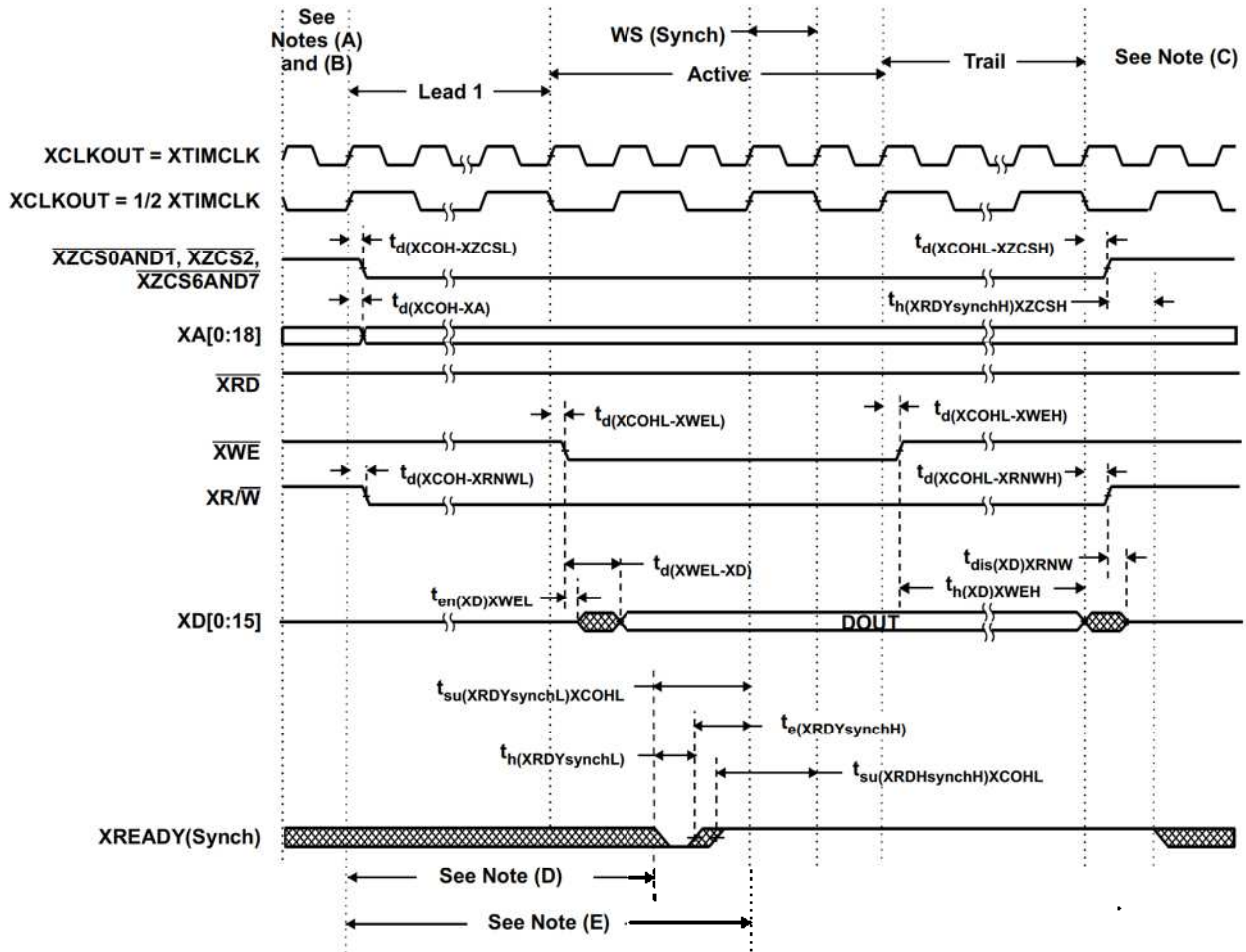 See
Notes (A)
and (B)
WS (Synch)
Active
Trail
See Note (C)
Lead 1
XCLKOUT = XTIMCLK
XCLKOUT = 1/2 XTIMCLK
XZCS0AND1, XZCS2,
XZCS6AND7
td(XCOH-XZCSL)
td(XCOHL-XZCSH)
td(XCOH-XA)
th(XRDYsynchH)XZCSH
XA[0:18]
XRD
td(XCOHL-XWEL)
td(XCOHL-XWEH)
XWE
td(XCOH-XRNWL)
td(XCOHL-XRNWH)
XR/W
td(XWEL-XD)
tdis(XD)XRNW
ten(XD)XWEL
th(XD)XWEH
XD[0:15]
DOUT
tsu(XRDYsynchL)XCOHL
te(XRDYsynchH)
th(XRDYsynchL)
tsu(XRDHsynchH)XCOHL
XREADY(Synch)
See Note (D)
See Note (E)